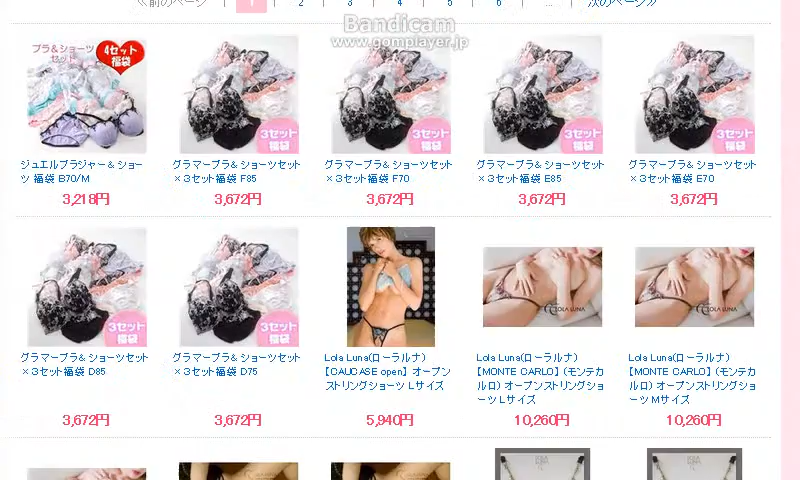 ≪前のページ | 1 | 2 | 3 | 4 | 5 | 6 | ... | 次のページ≫
Bandicam
www.gomplayer.jp
ブラ&ショーツ
セット
4セット
福袋
3セット
福袋
3セット
福袋
3セット
福袋
3セット
福袋
ジュエルブラジャー＆ショー
ツ 福袋 B70/M
3,218円
グラマーブラ＆ショーツセット
×３セット福袋 F85
3,672円
グラマーブラ＆ショーツセット
×３セット福袋 F70
3,672円
グラマーブラ＆ショーツセット
×３セット福袋 E85
3,672円
グラマーブラ＆ショーツセット
×３セット福袋 E70
3,672円
3セット
福袋
3セット
福袋
LOLA LUNA
LOLA LUNA
グラマーブラ＆ショーツセット
×３セット福袋 D85
3,672円
グラマーブラ＆ショーツセット
×３セット福袋 D75
3,672円
Lola Luna(ローラルナ)
【CAUCASE open】 オープン
ストリングショーツ Lサイズ
5,940円
Lola Luna(ローラルナ)
【MONTE CARLO】 (モンテカ
ルロ) オープンストリングショ
ーツ Lサイズ
10,260円
Lola Luna(ローラルナ)
【MONTE CARLO】 (モンテカ
ルロ) オープンストリングショ
ーツ Mサイズ
10,260円